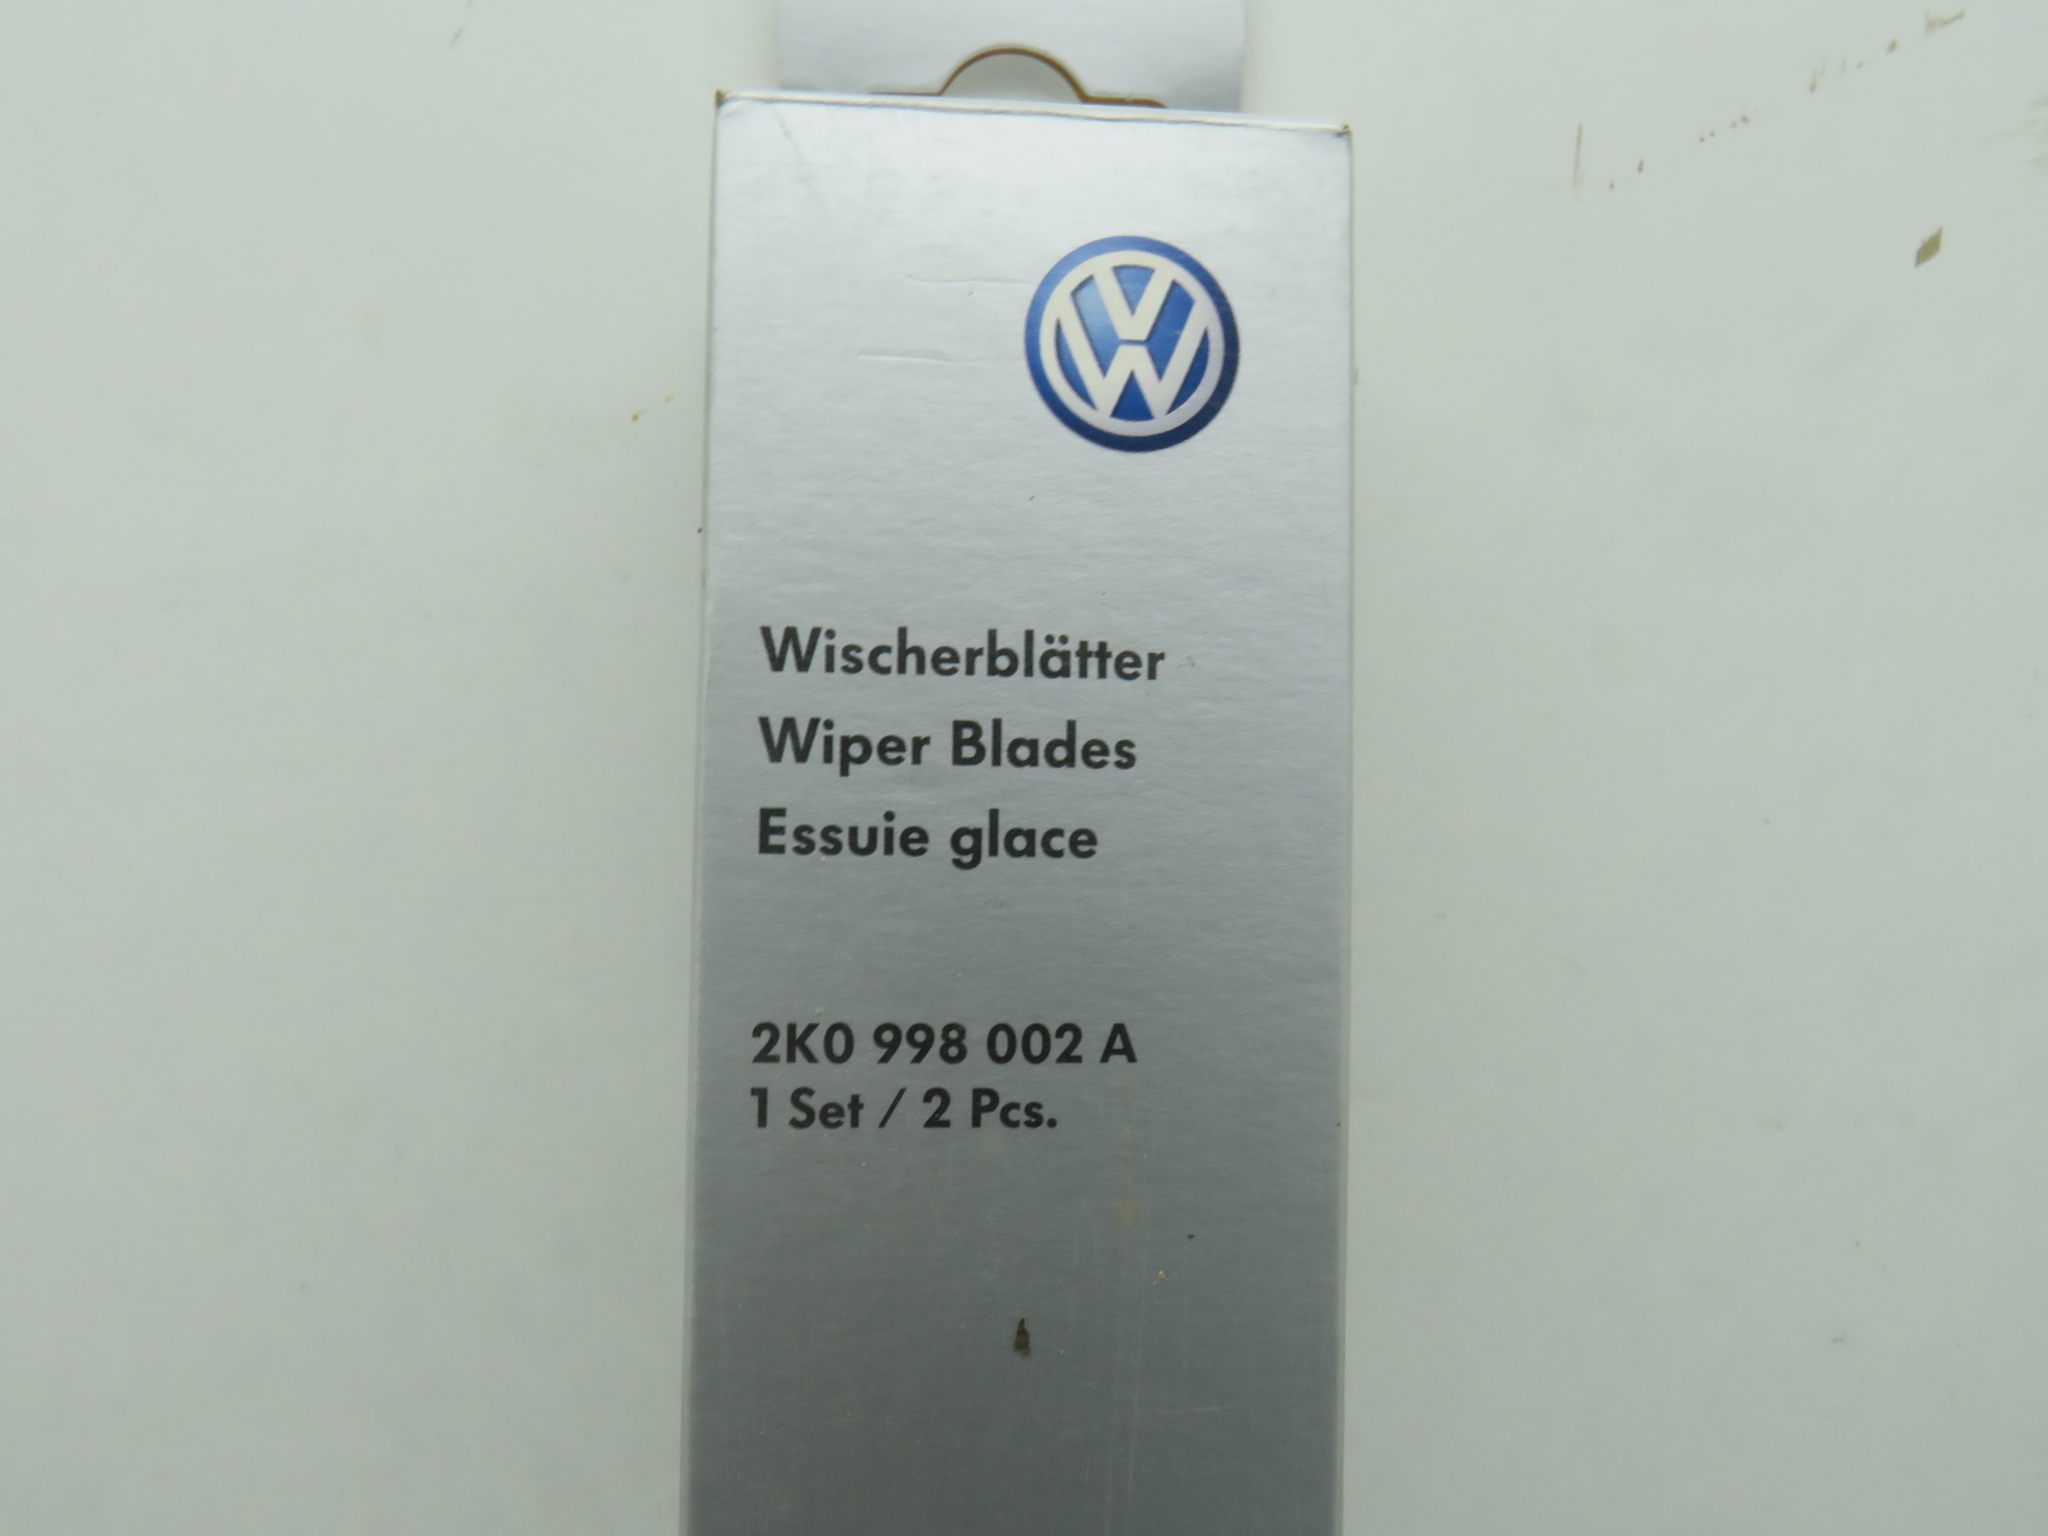 Wischerblätter
Wiper Blades
Essuie glace
2K0 998 002 A
1 Set / 2 Pcs.